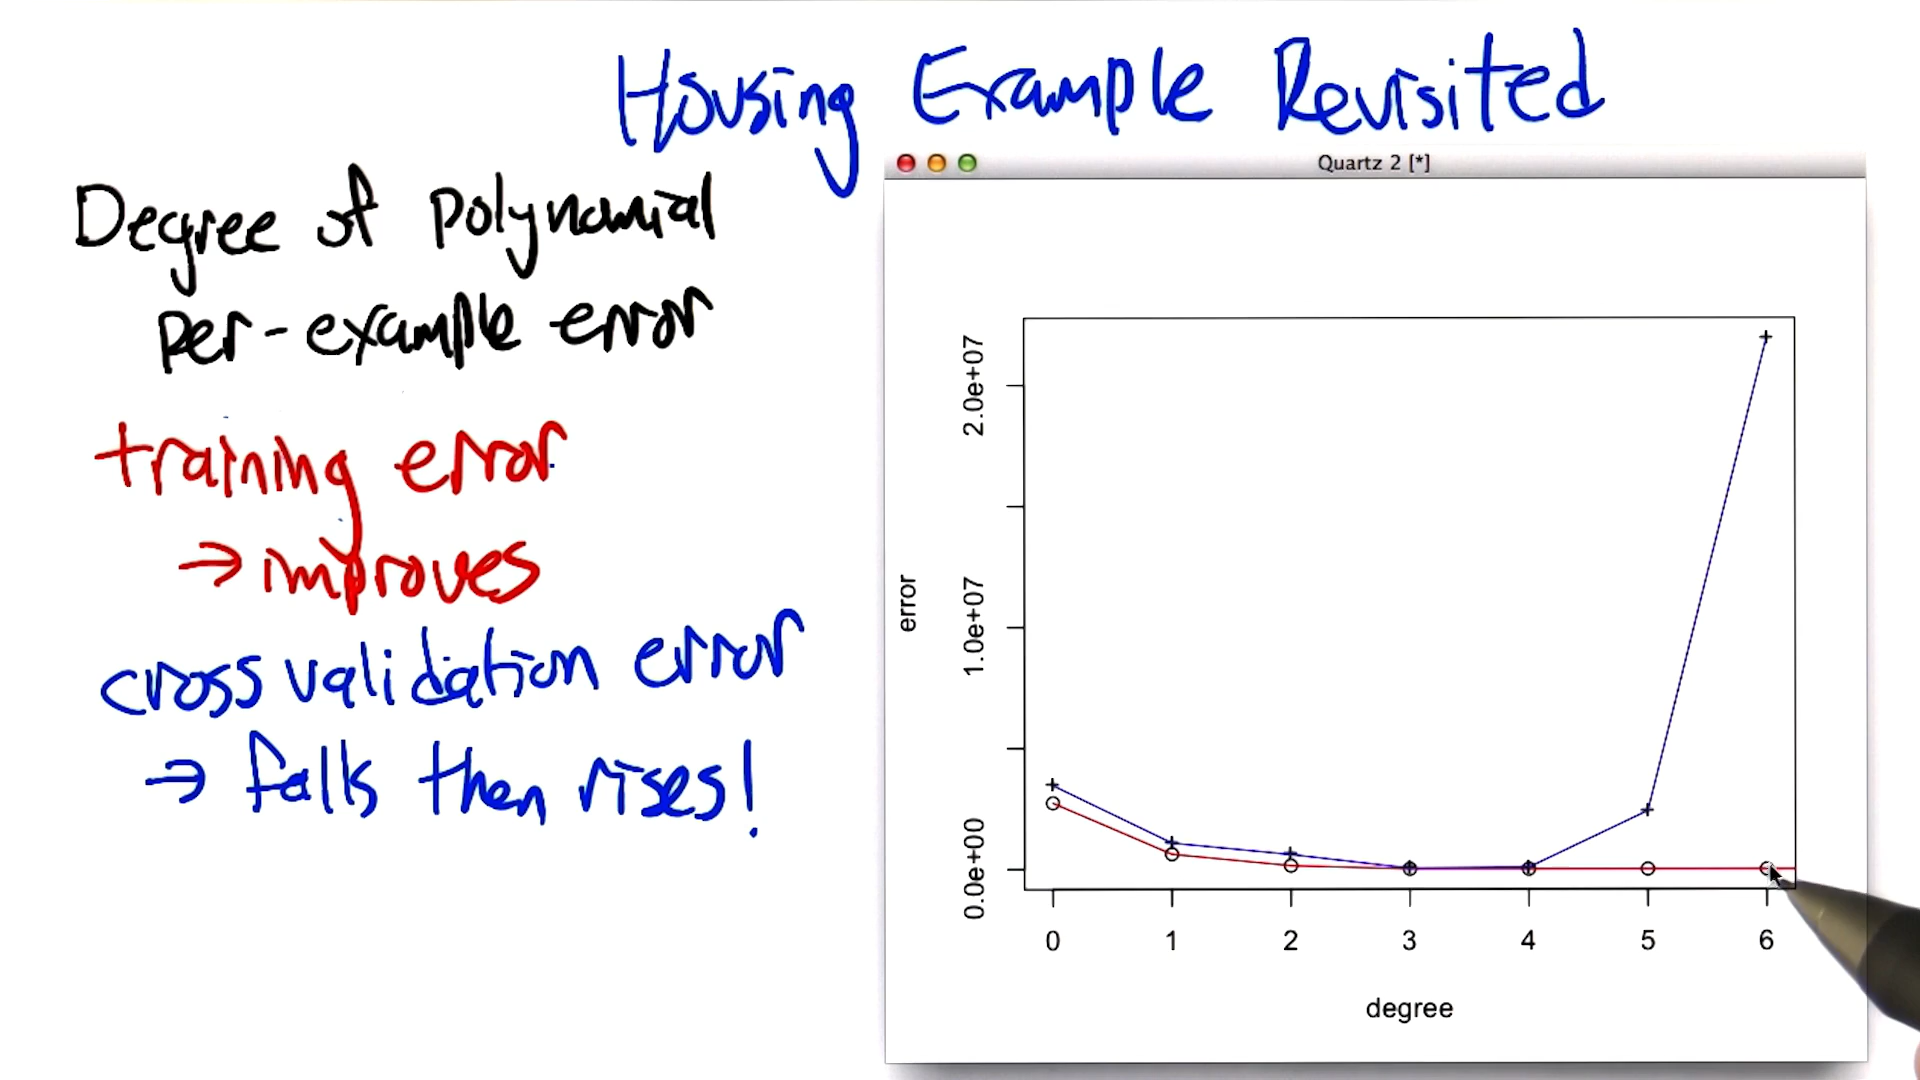 Housing Example Revisited
Degree of polynomial
per-example error
training error
→ improves
cross validation error
→ falls then rises!
Quartz 2 [*]
error
2.0e+07
1.0e+07
0.0e+00
0 1 2 3 4 5 6
degree